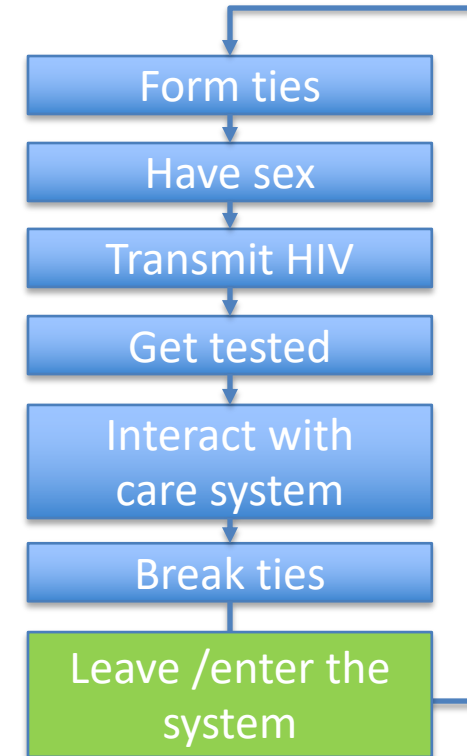 Form ties
Have sex
Transmit HIV
Get tested
Interact with
care system
Break ties
Leave /enter the
system